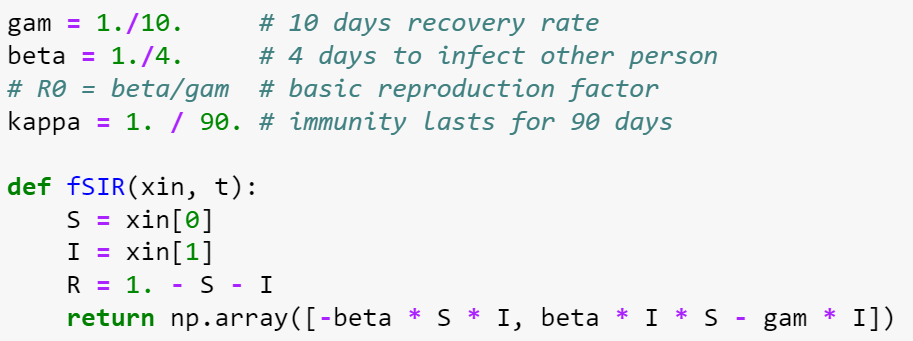 gam = 1./10.     # 10 days recovery rate
beta = 1./4.     # 4 days to infect other person
# R0 = beta/gam  # basic reproduction factor
kappa = 1. / 90. # immunity lasts for 90 days
def fSIR(xin, t):
    S = xin[0]
    I = xin[1]
    R = 1. - S - I
    return np.array([-beta * S * I, beta * I * S - gam * I])